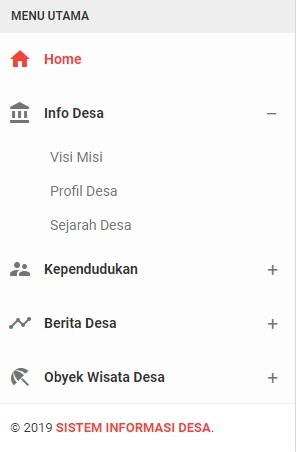 MENU UTAMA
Home
Info Desa
Visi Misi
Profil Desa
Sejarah Desa
Kependudukan
Berita Desa
Obyek Wisata Desa
© 2019 SISTEM INFORMASI DESA.